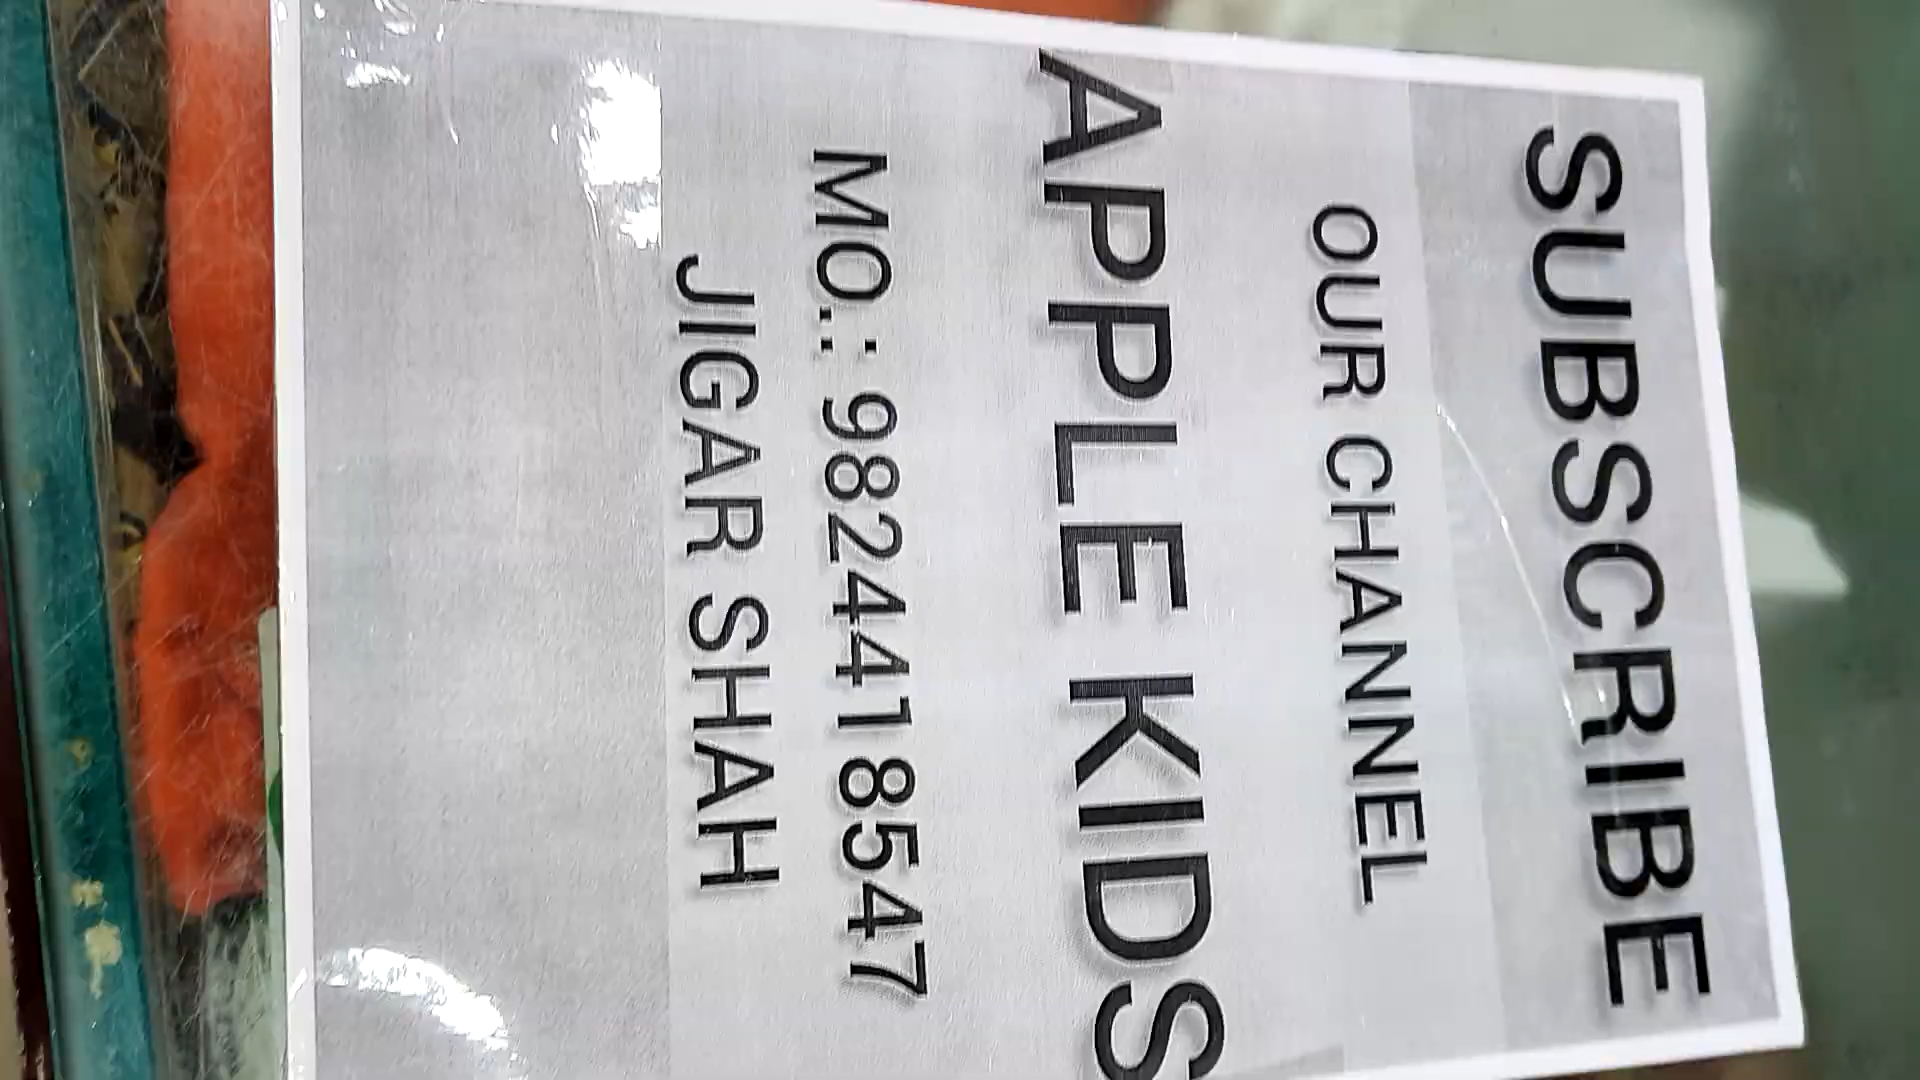 SUBSCRIBE
OUR CHANNEL
APPLE KIDS
MO.: 9824418547
JIGAR SHAH